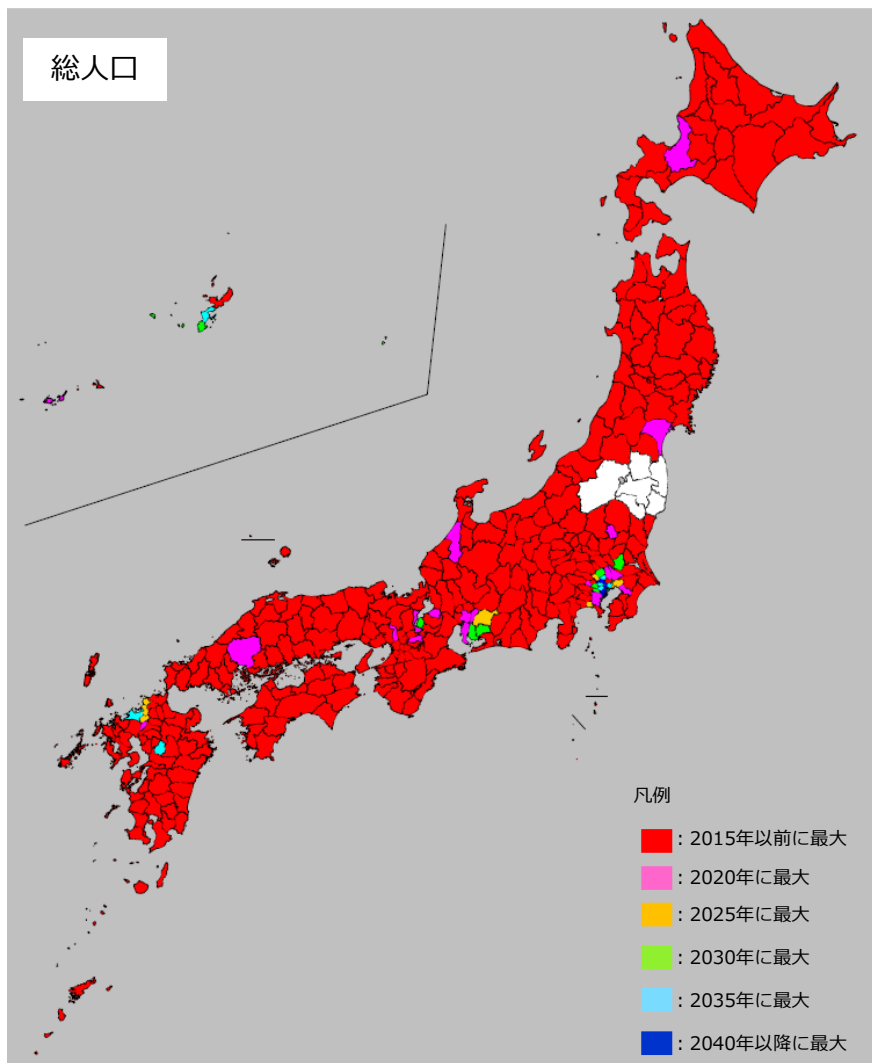 総人口
凡例
：2015年以前に最大
：2020年に最大
：2025年に最大
：2030年に最大
：2035年に最大
：2040年以降に最大